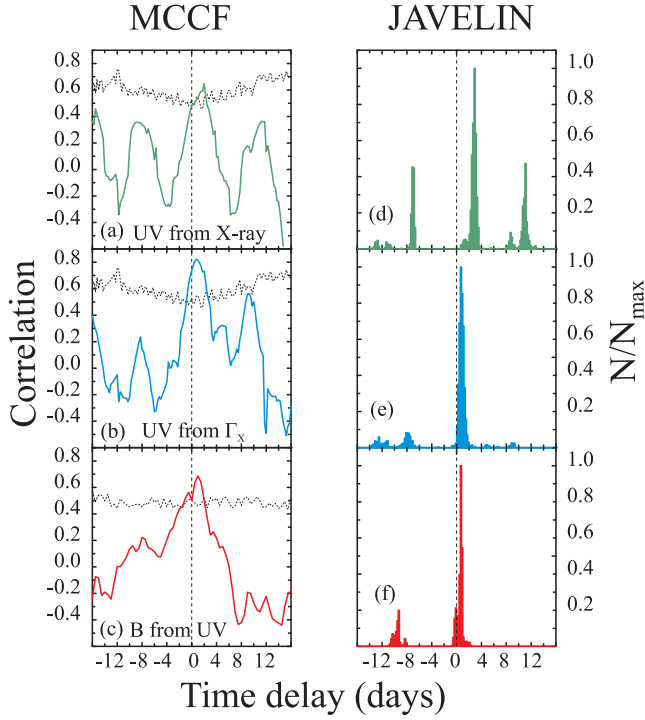 MCCF
JAVELIN
Correlation
0.8
0.6
0.4
0.2
0.0
-0.2
-0.4
(a) UV from X-ray
0.8
0.6
0.4
0.2
0.0
-0.2
-0.4
(b) UV from Γx
0.8
0.6
0.4
0.2
0.0
-0.2
-0.4
(c) B from UV
-12 -8 -4 0 4 8 12
(d)
1.0
0.8
0.6
0.4
0.2
(e)
1.0
0.8
0.6
0.4
0.2
(f)
1.0
0.8
0.6
0.4
0.2
-12 -8 -4 0 4 8 12
N/Nmax
Time delay (days)